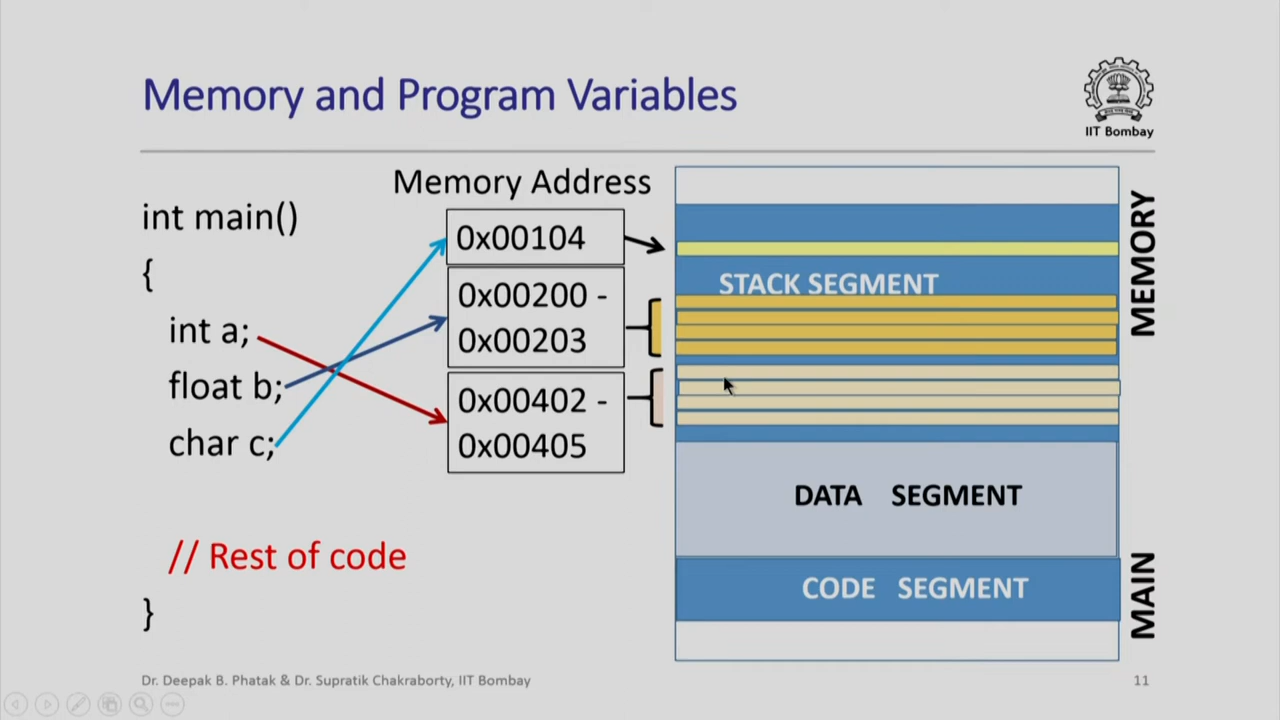 Memory and Program Variables
IIT Bombay
Memory Address
int main()
{
int a;
float b;
char c;
// Rest of code
}
0x00104
0x00200 -
0x00203
0x00402 -
0x00405
STACK SEGMENT
DATA SEGMENT
CODE SEGMENT
MEMORY
MAIN
Dr. Deepak B. Phatak & Dr. Supratik Chakraborty, IIT Bombay
11